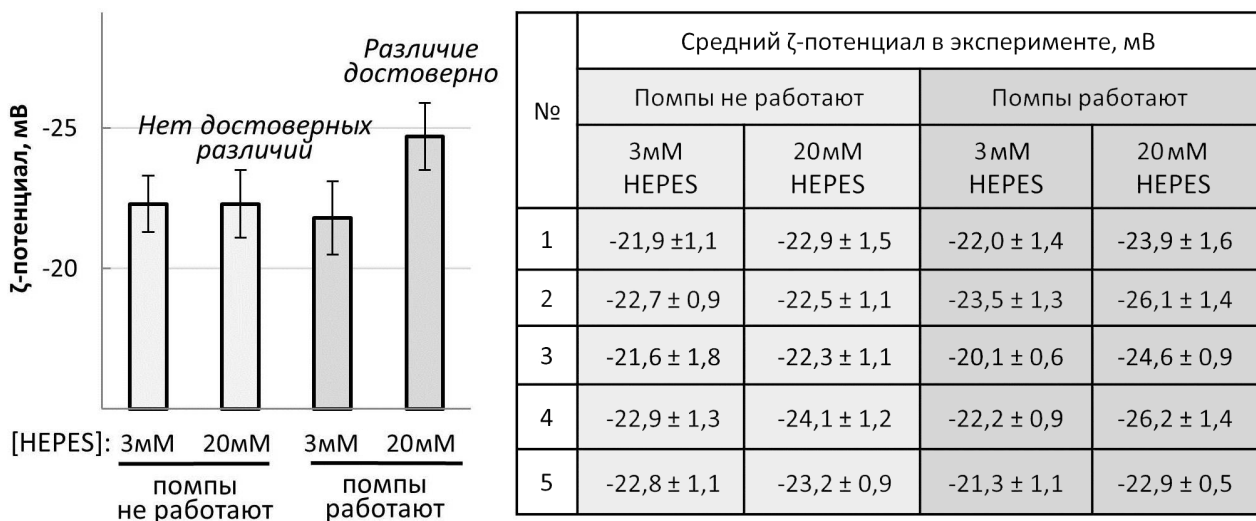 ζ-потенциал, мВ
-25
-20
Нет достоверных
различий
Различие
достоверно
[HEPES]: 3мМ 20мМ 3мМ 20мМ
помпы
не работают
помпы
работают
№
Средний ζ-потенциал в эксперименте, мВ
Помпы не работают Помпы работают
3мМ
HEPES
20мМ
HEPES
3мМ
HEPES
20мМ
HEPES
1 -21,9 ±1,1 -22,9 ± 1,5 -22,0 ± 1,4 -23,9 ± 1,6
2 -22,7 ± 0,9 -22,5 ± 1,1 -23,5 ± 1,3 -26,1 ± 1,4
3 -21,6 ± 1,8 -22,3 ± 1,1 -20,1 ± 0,6 -24,6 ± 0,9
4 -22,9 ± 1,3 -24,1 ± 1,2 -22,2 ± 0,9 -26,2 ± 1,4
5 -22,8 ± 1,1 -23,2 ± 0,9 -21,3 ± 1,1 -22,9 ± 0,5